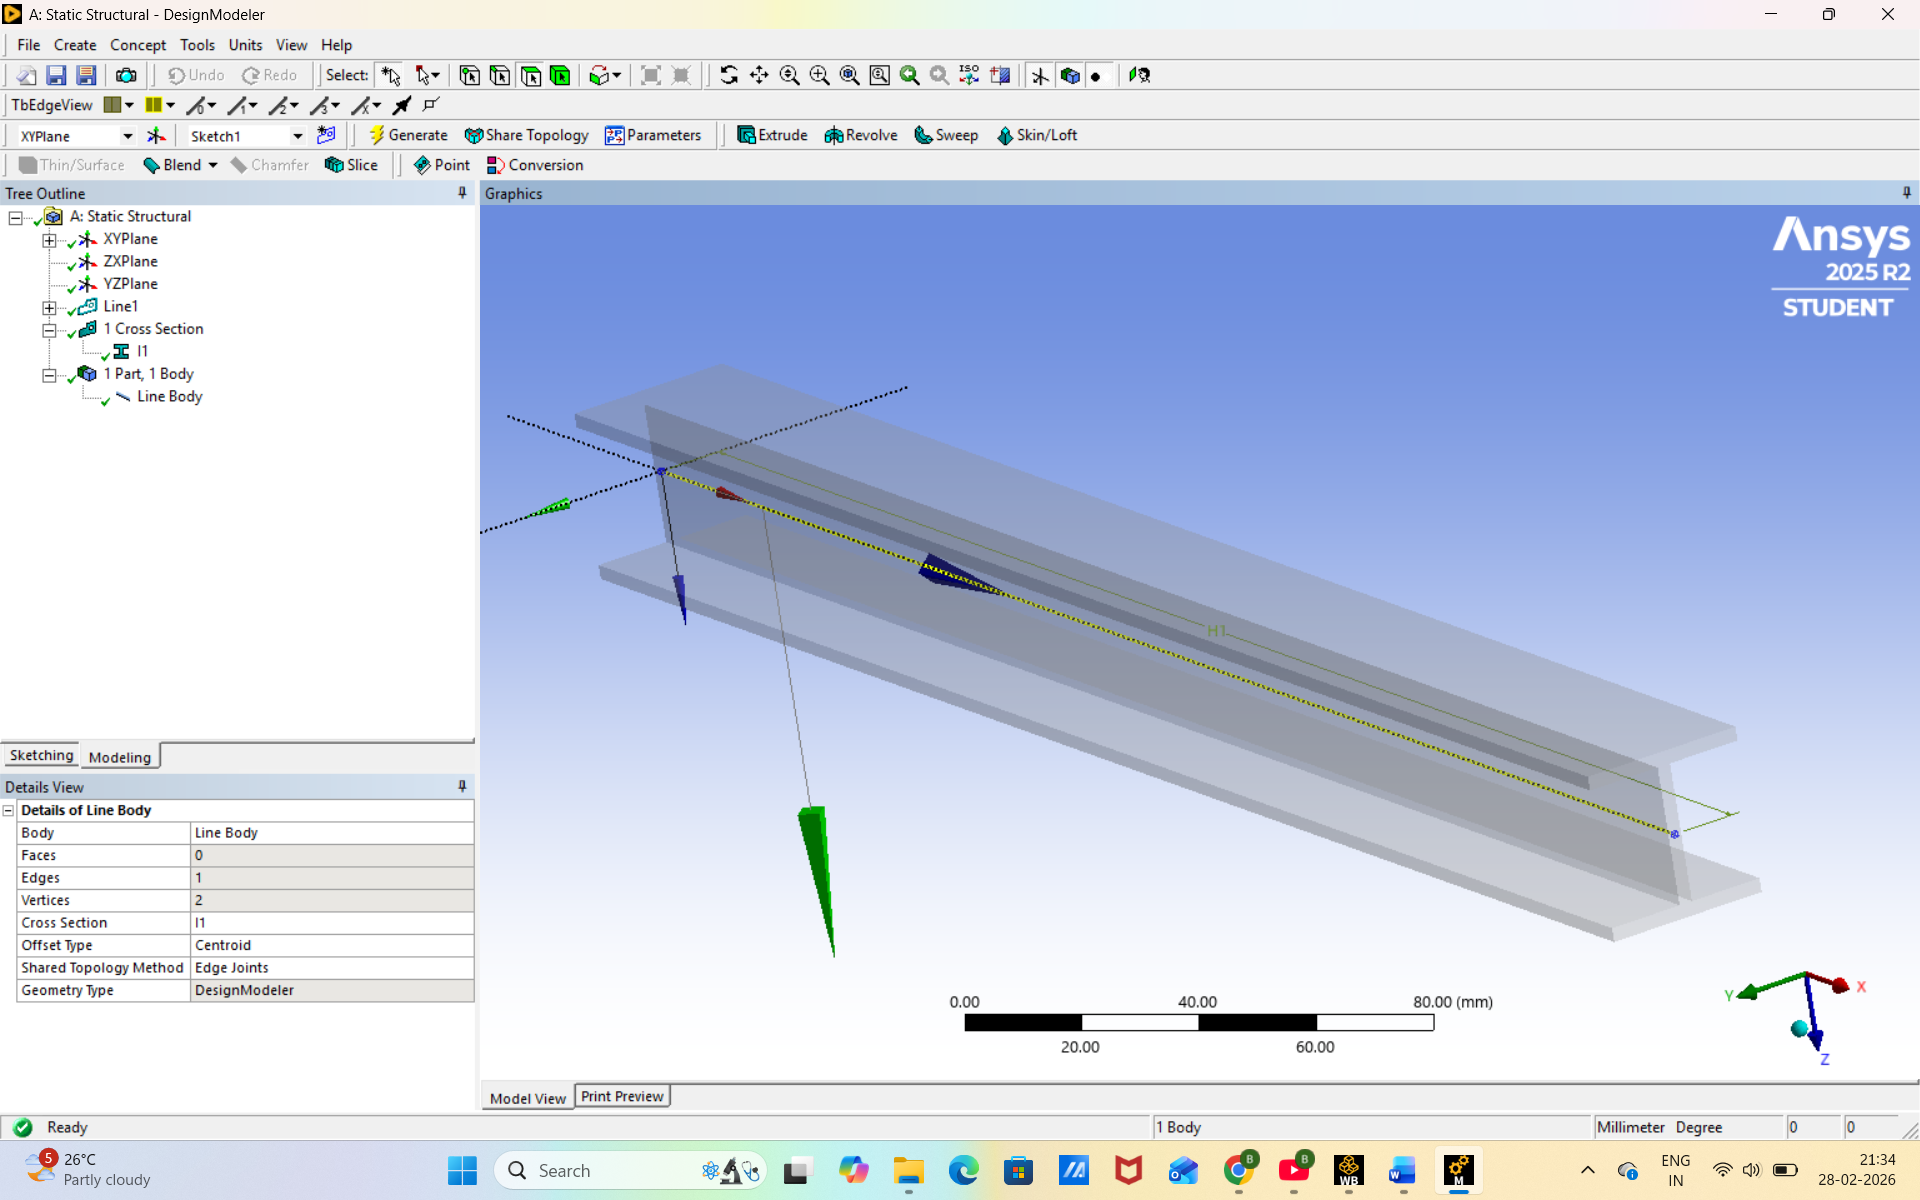 A: Static Structural - DesignModeler
File Create Concept Tools Units View Help
Undo Redo Select: ISO
TbEdgeView
XYPlane Sketch1 Generate Share Topology Parameters Extrude Revolve Sweep Skin/Loft
Thin/Surface Blend Chamfer Slice Point Conversion
Tree Outline
A: Static Structural
XYPlane
ZXPlane
YZPlane
Line1
1 Cross Section
I1
1 Part, 1 Body
Line Body
Sketching Modeling
Details View
Details of Line Body
Body Line Body
Faces 0
Edges 1
Vertices 2
Cross Section I1
Offset Type Centroid
Shared Topology Method Edge Joints
Geometry Type DesignModeler
Graphics
Ansys
2025 R2
STUDENT
H1
0.00 40.00 80.00 (mm)
20.00 60.00
Y X
Z
Model View Print Preview
Ready 1 Body Millimeter Degree 0 0
5 26°C
Partly cloudy
Search
B B WB W M
ENG
IN
21:34
28-02-2026